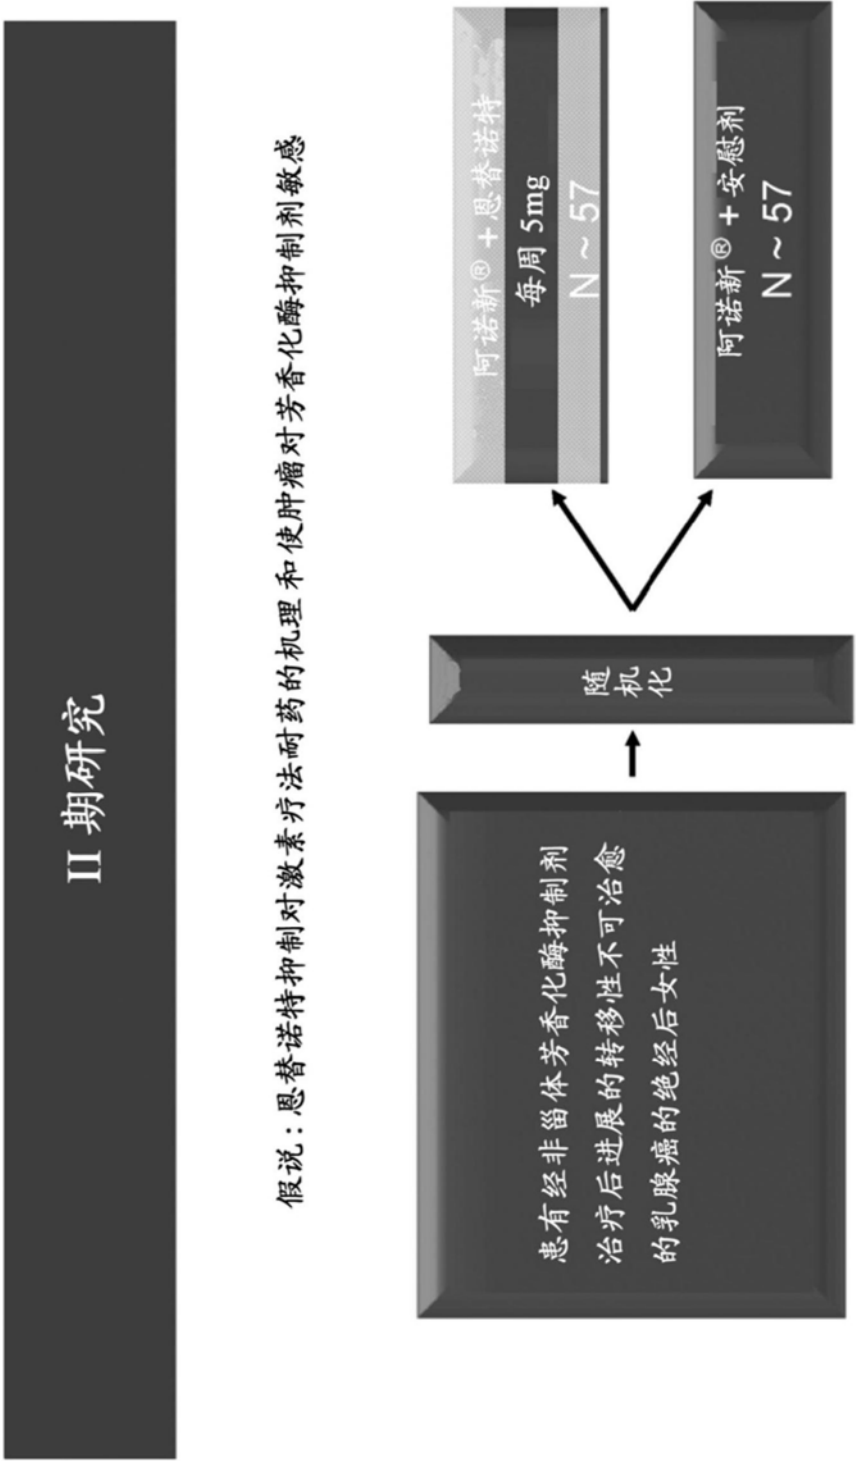 II 期研究
假说：恩替诺特抑制对激素疗法耐药的机理和使肿瘤对芳香化酶抑制剂敏感
患有经非甾体芳香化酶抑制剂
治疗后进展的转移性不可治愈
的乳腺癌的绝经后女性
随
机
化
阿诺新® + 恩替诺特
每周 5mg
N ~ 57
阿诺新® + 安慰剂
N ~ 57